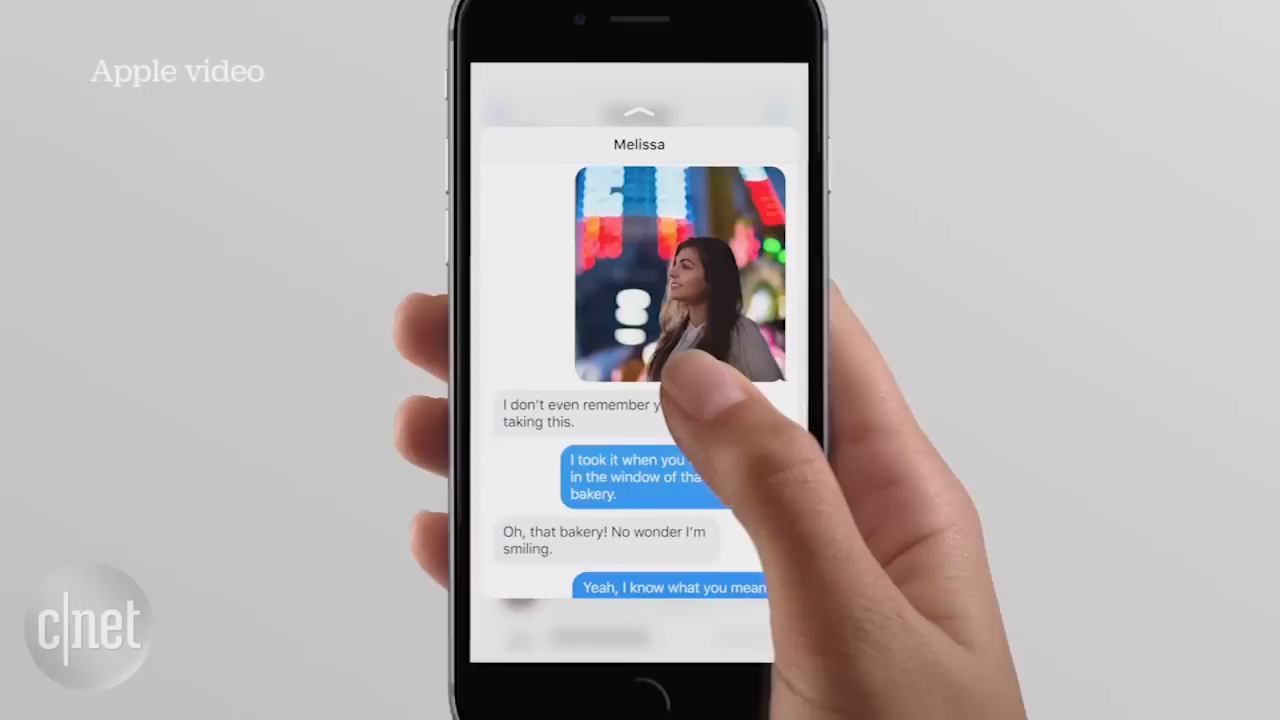 Apple video
Melissa
I don't even remember
taking this.
I took it when you
in the window of
bakery.
Oh, that bakery! No wonder I'm
smiling.
Yeah, I know what you mean
c|net